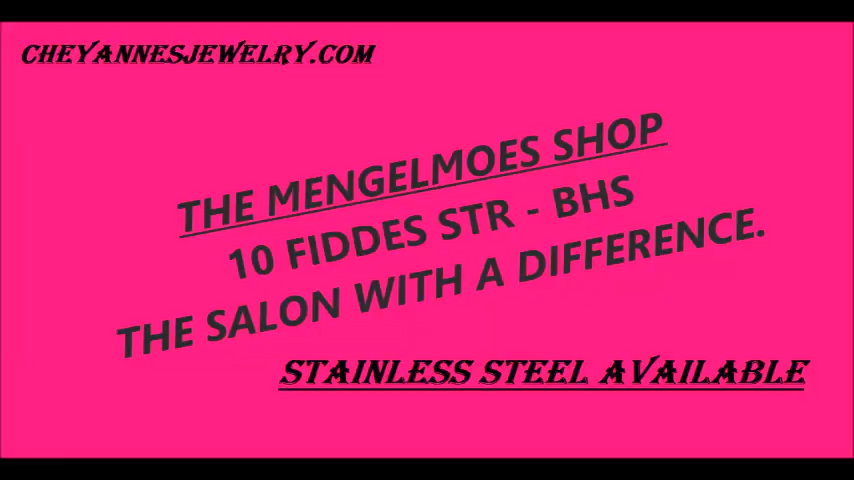 CHEYANNESJEWELRY.COM
THE MENGELMOES SHOP
10 FIDDES STR - BHS
THE SALON WITH A DIFFERENCE.
STAINLESS STEEL AVAILABLE